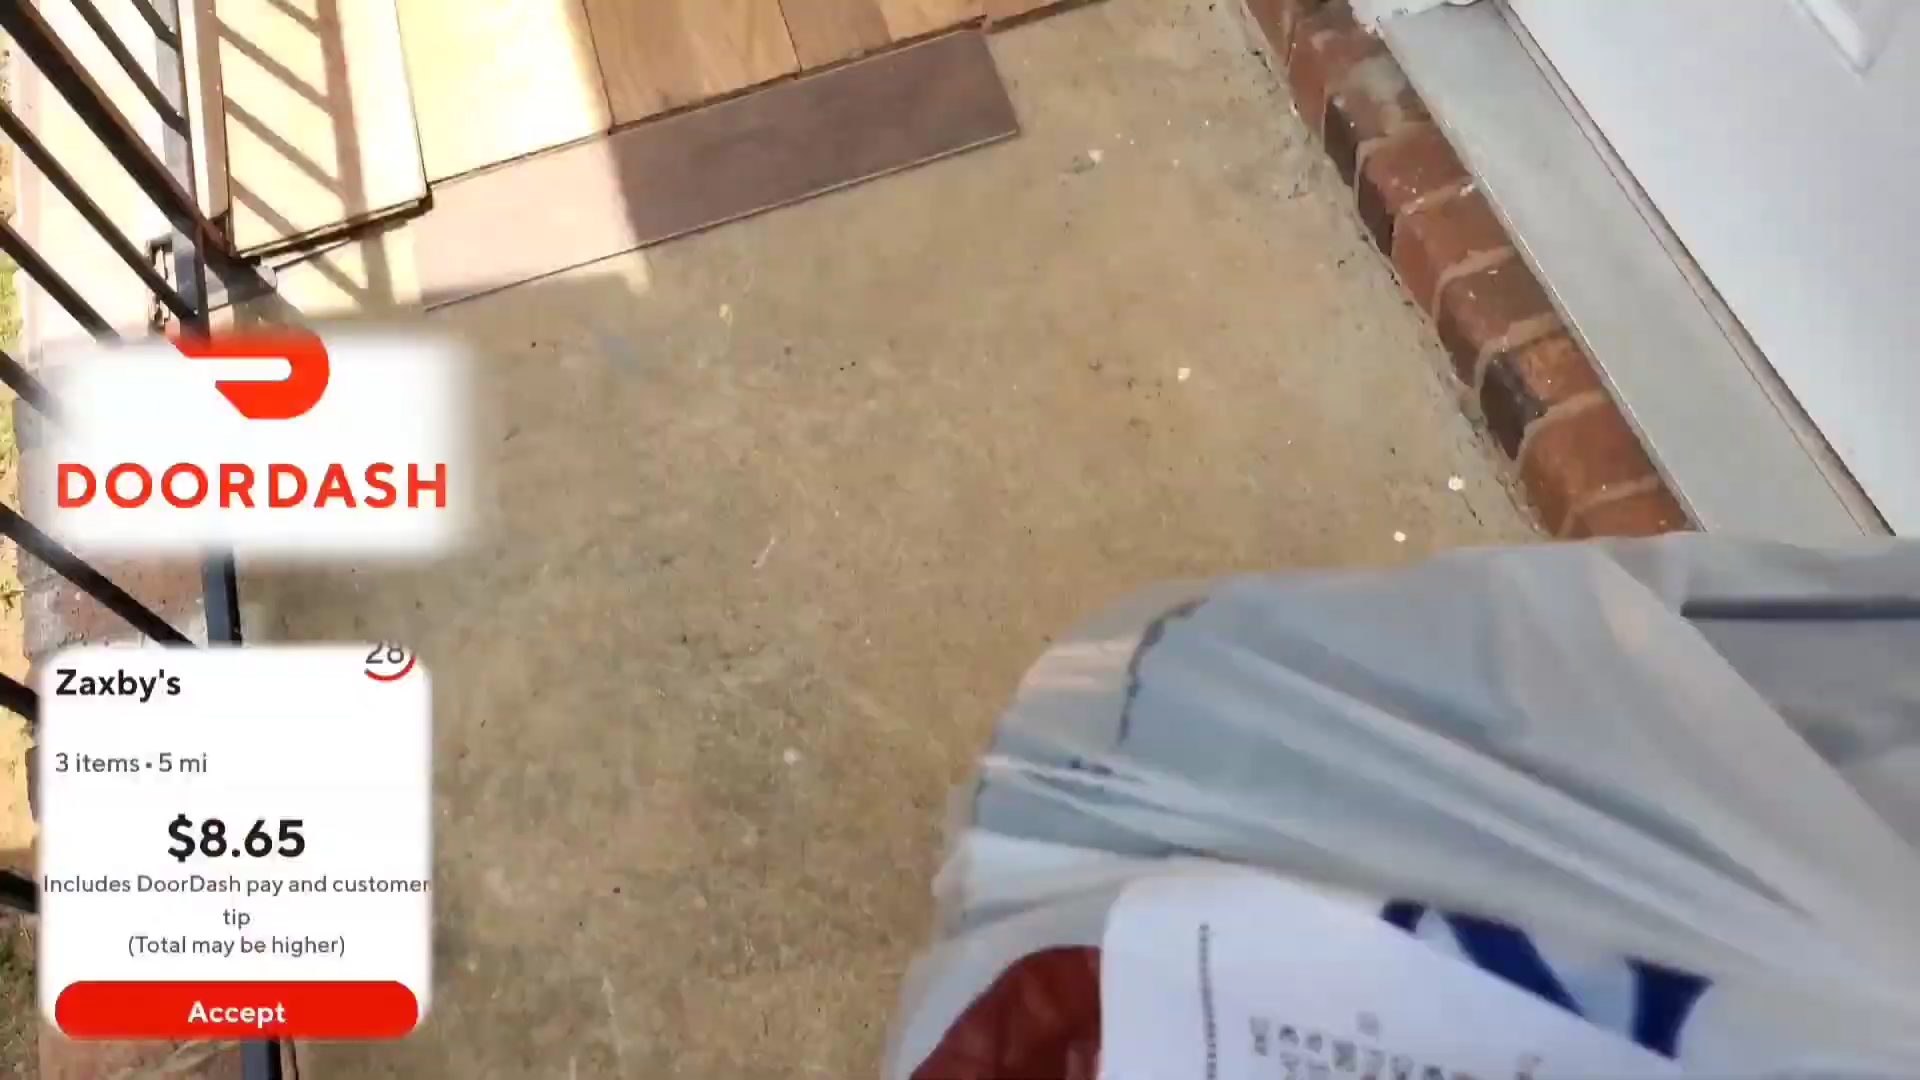 DOORDASH
28
Zaxby's
3 items • 5 mi
$8.65
Includes DoorDash pay and customer
tip
(Total may be higher)
Accept